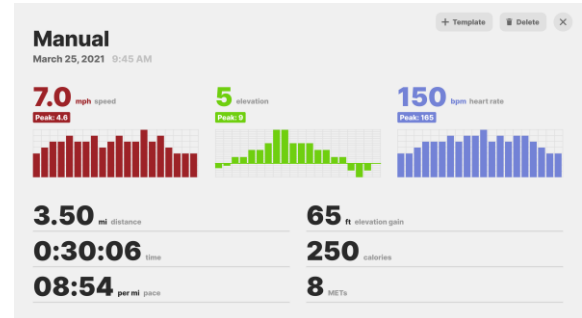 + Template
Delete
Manual
March 25, 2021 9:45 AM
7.0 mph speed
Peak: 4.6
5 elevation
Peak: 9
150 bpm heart rate
Peak: 165
3.50 mi distance
65 ft elevation gain
0:30:06 time
250 calories
08:54 per mi pace
8 METs